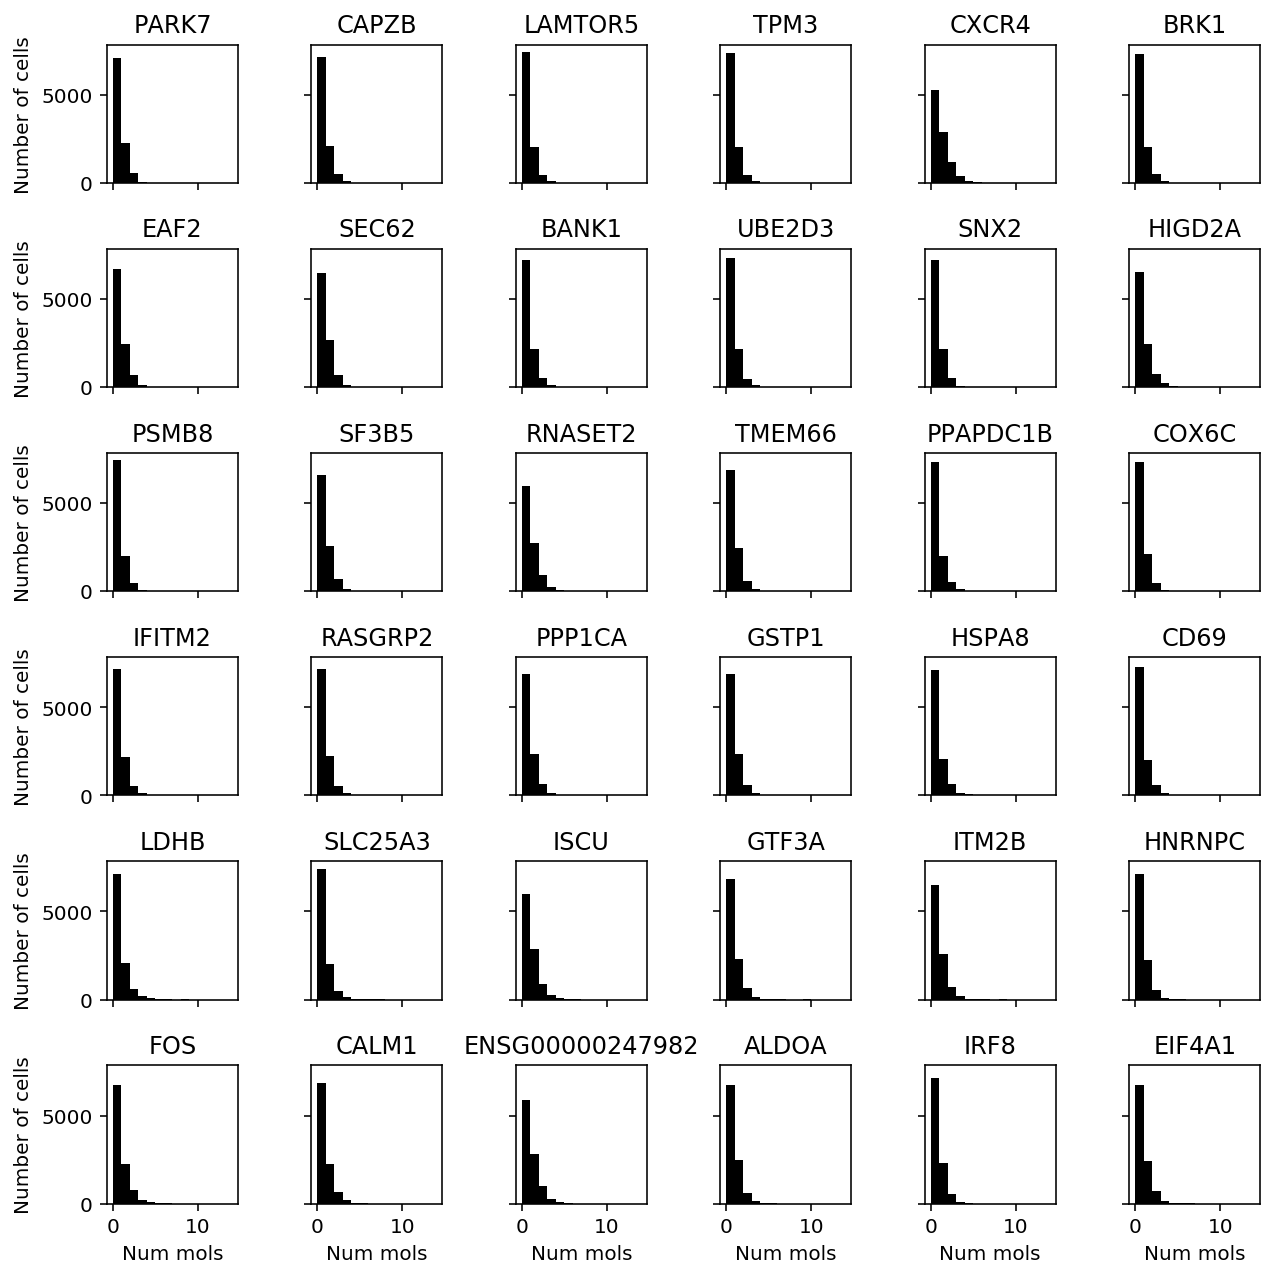 PARK7 CAPZB LAMTOR5 TPM3 CXCR4 BRK1
Number of cells
5000
0
EAF2 SEC62 BANK1 UBE2D3 SNX2 HIGD2A
Number of cells
5000
0
PSMB8 SF3B5 RNASET2 TMEM66 PPAPDC1B COX6C
Number of cells
5000
0
IFITM2 RASGRP2 PPP1CA GSTP1 HSPA8 CD69
Number of cells
5000
0
LDHB SLC25A3 ISCU GTF3A ITM2B HNRNPC
Number of cells
5000
0
FOS CALM1 ENSG00000247982 ALDOA IRF8 EIF4A1
Number of cells
5000
0
0 10 0 10 0 10 0 10 0 10 0 10
Num mols Num mols Num mols Num mols Num mols Num mols